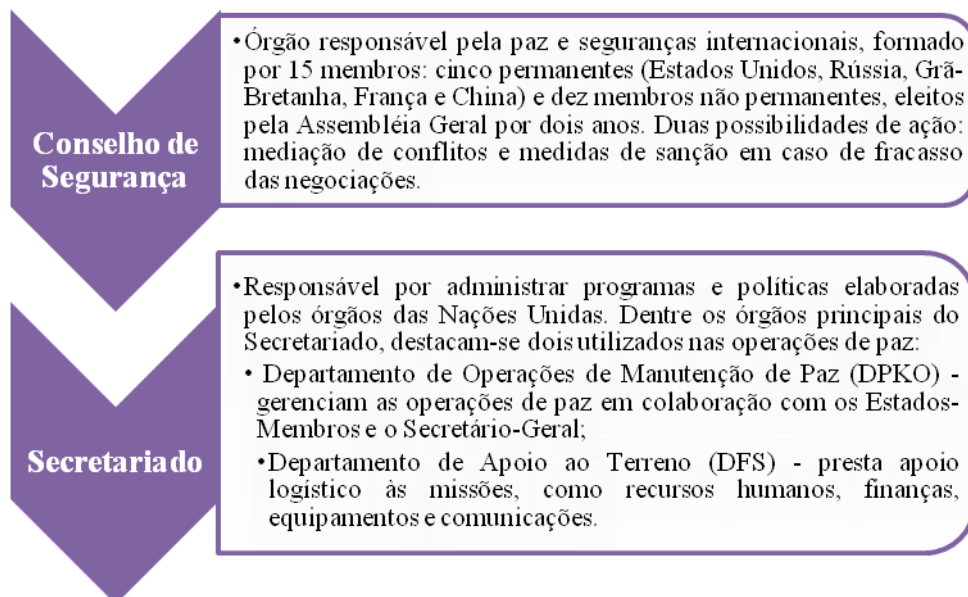 Conselho de
Segurança
•Órgão responsável pela paz e seguranças internacionais, formado
por 15 membros: cinco permanentes (Estados Unidos, Rússia, Grã-
Bretanha, França e China) e dez membros não permanentes, eleitos
pela Assembléia Geral por dois anos. Duas possibilidades de ação:
mediação de conflitos e medidas de sanção em caso de fracasso
das negociações.
Secretariado
•Responsável por administrar programas e políticas elaboradas
pelos órgãos das Nações Unidas. Dentre os órgãos principais do
Secretariado, destacam-se dois utilizados nas operações de paz:
• Departamento de Operações de Manutenção de Paz (DPKO) -
gerenciam as operações de paz em colaboração com os Estados-
Membros e o Secretário-Geral;
•Departamento de Apoio ao Terreno (DFS) - presta apoio
logístico às missões, como recursos humanos, finanças,
equipamentos e comunicações.